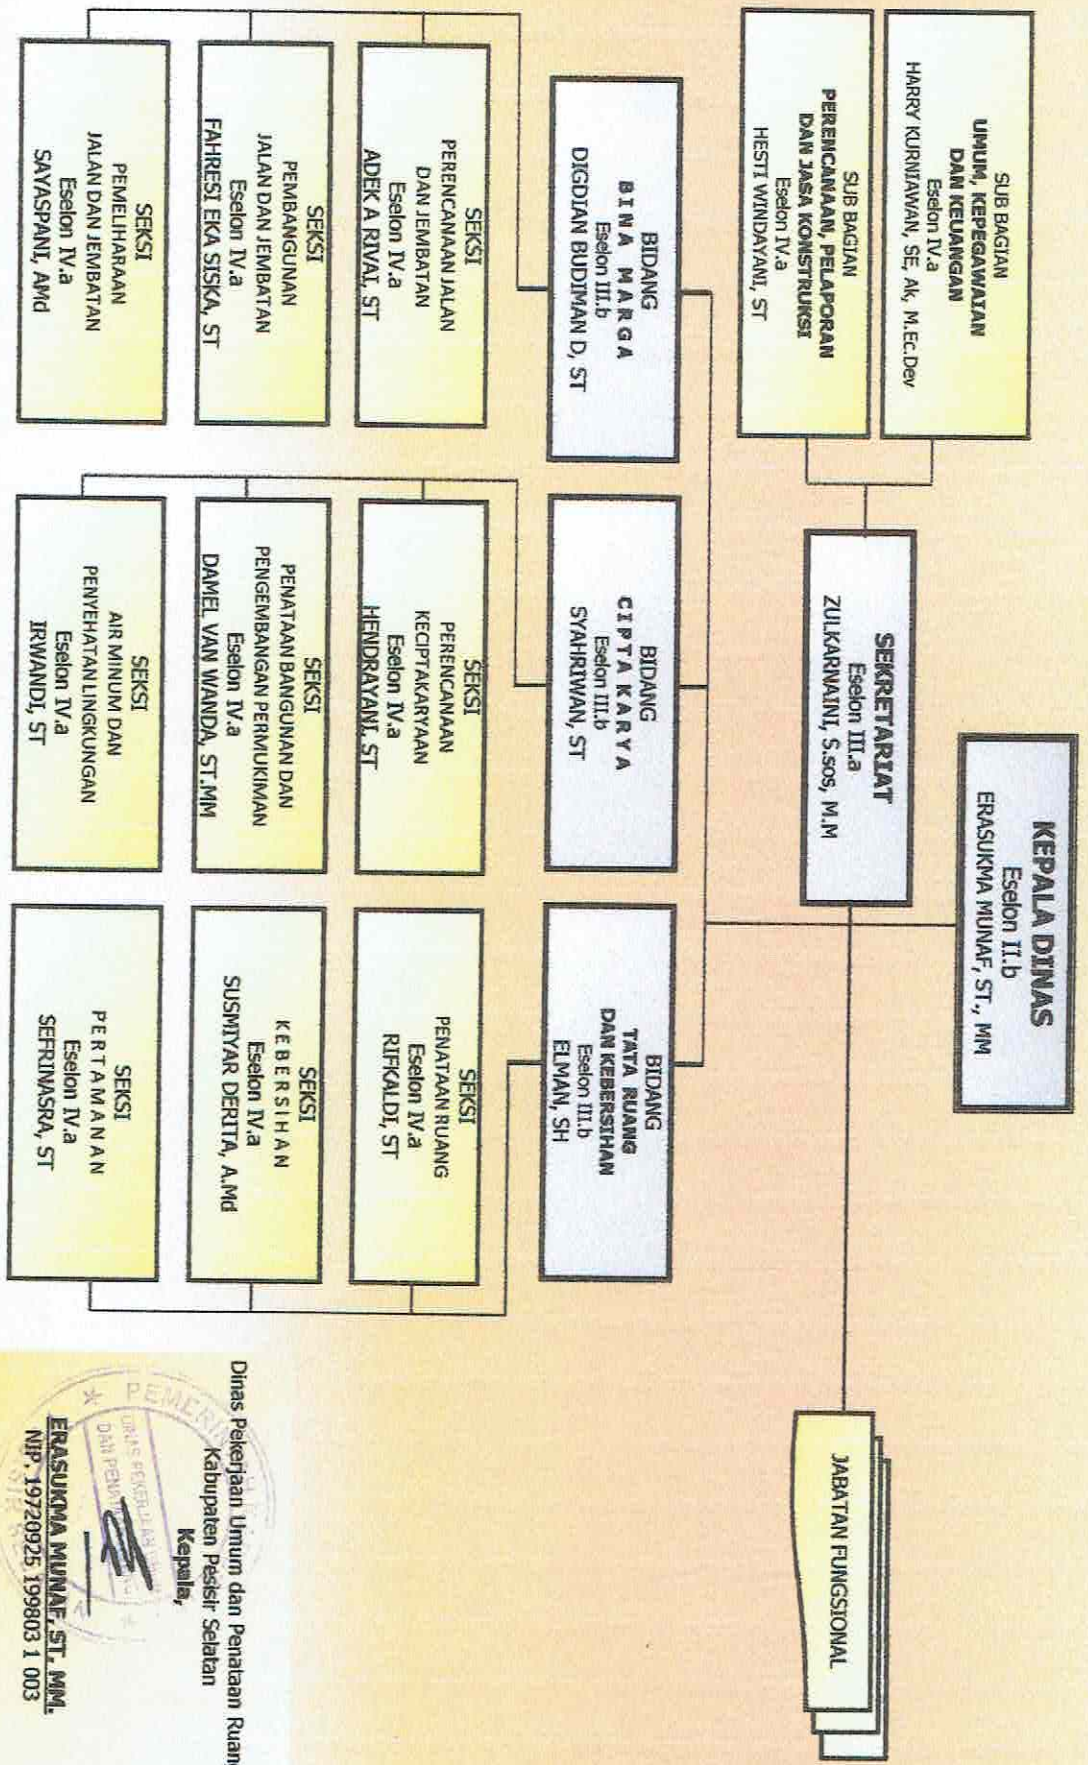 KEPALA DINAS
Eselon II.b
ERASUKMA MUNAF, ST., MM
SEKRETARIAT
Eselon III.a
ZULKARNAINI, S.sos, M.M
SUB BAGIAN
UMUM, KEPEGAWAIAN
DAN KEUANGAN
Eselon IV.a
HARRY KURNIAWAN, SE, Ak, M.Ec.Dev
SUB BAGIAN
PERENCANAAN, PELAPORAN
DAN JASA KONSTRUKSI
Eselon IV.a
HESTI WINDAYANI, ST
JABATAN FUNGSIONAL
BIDANG
BINA MARGA
Eselon III.b
DIGDIAN BUDIMAN D, ST
BIDANG
CIPTA KARYA
Eselon III.b
SYAHRIWAN, ST
BIDANG
TATA RUANG
DAN KEBERSIHAN
Eselon III.b
ELMAN, SH
SEKSI
PERENCANAAN JALAN
DAN JEMBATAN
Eselon IV.a
ADEK A RIVAI, ST
SEKSI
PERENCANAAN
KECIPTAKARYAAN
Eselon IV.a
HENDRAYANI, ST
SEKSI
PENATAAN RUANG
Eselon IV.a
RIFKALDI, ST
SEKSI
PEMBANGUNAN
JALAN DAN JEMBATAN
Eselon IV.a
FAHRESI EKA SISKA, ST
SEKSI
PENATAAN BANGUNAN DAN
PENGEMBANGAN PERMUKIMAN
Eselon IV.a
DAMEL VAN WANDA, ST.MM
SEKSI
KEBERSIHAN
Eselon IV.a
SUSMIYAR DERITA, A.Md
SEKSI
PEMELIHARAAN
JALAN DAN JEMBATAN
Eselon IV.a
SAYASPANI, AMd
SEKSI
AIR MINUM DAN
PENYEHATAN LINGKUNGAN
Eselon IV.a
IRWANDI, ST
SEKSI
PERTAMANAN
Eselon IV.a
SEFRINASRA, ST
Dinas Pekerjaan Umum dan Penataan Ruang
Kabupaten Pesisir Selatan
Kepala,
ERASUKMA MUNAF, ST, MM.
NIP. 19720925 199803 1 003